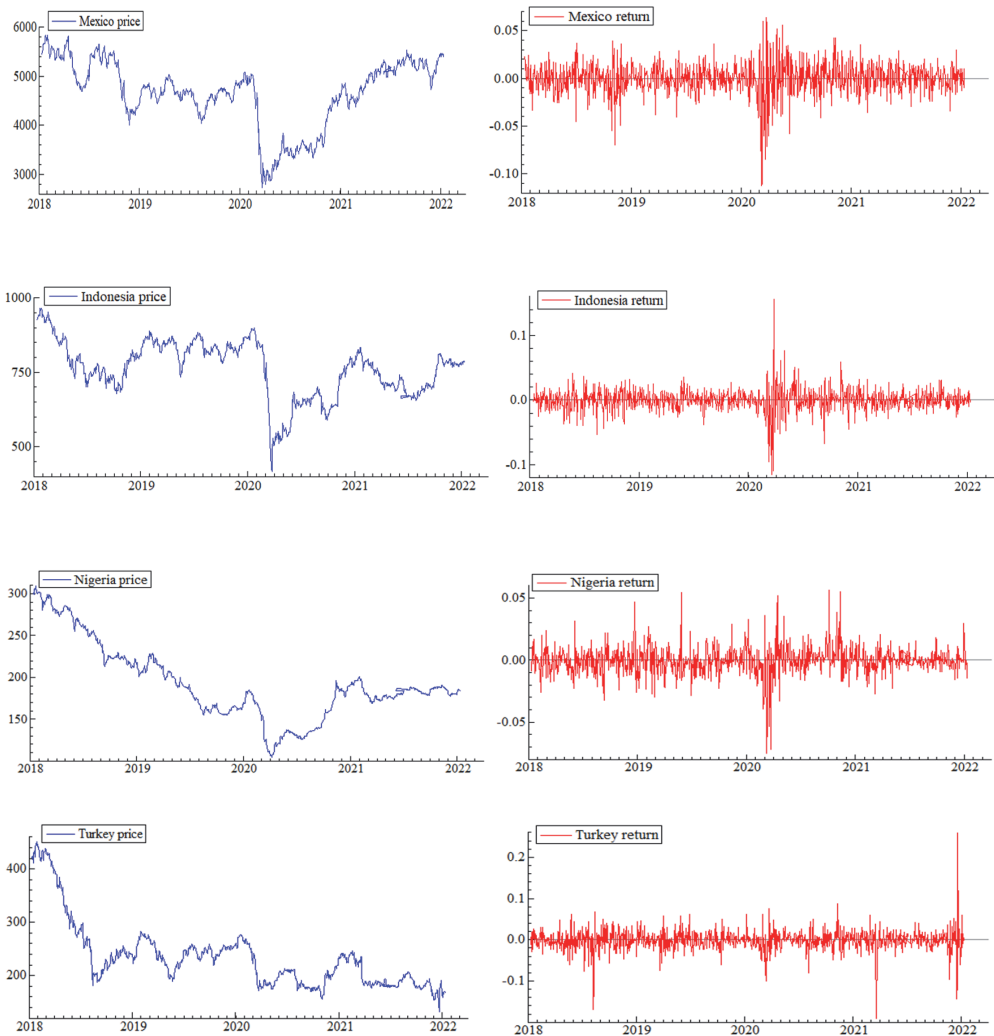 Mexico price
6000
5000
4000
3000
2018 2019 2020 2021 2022
Mexico return
0.05
0.00
-0.05
-0.10
2018 2019 2020 2021 2022
Indonesia price
1000
750
500
2018 2019 2020 2021 2022
Indonesia return
0.1
0.0
-0.1
2018 2019 2020 2021 2022
Nigeria price
300
250
200
150
2018 2019 2020 2021 2022
Nigeria return
0.05
0.00
-0.05
2018 2019 2020 2021 2022
Turkey price
400
300
200
2018 2019 2020 2021 2022
Turkey return
0.2
0.1
0.0
-0.1
2018 2019 2020 2021 2022